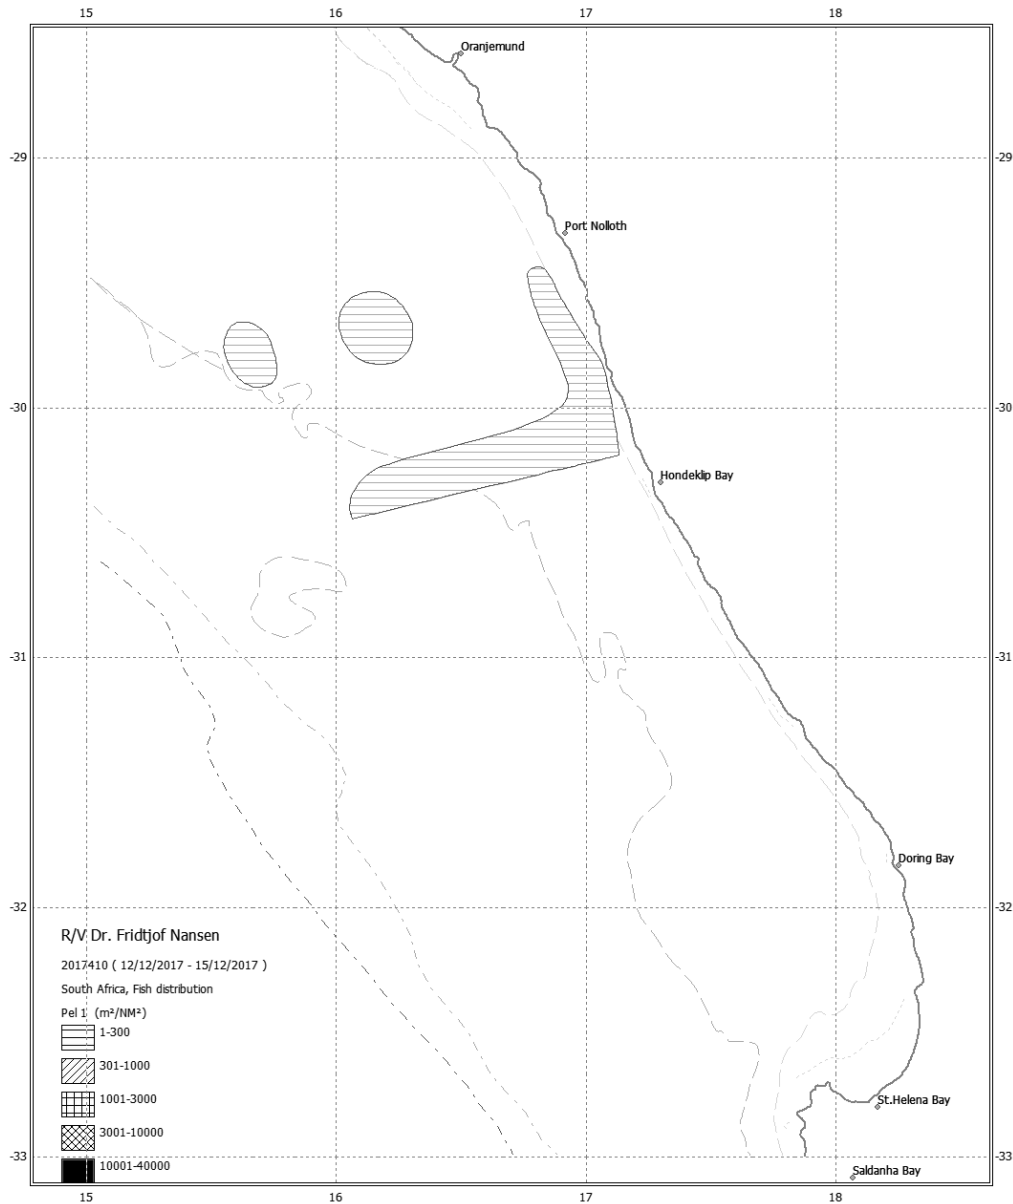 15 16 17 18
Oranjemund
-29 -29
Port Nolloth
-30 -30
Hondeklip Bay
-31 -31
Doring Bay
-32 -32
R/V Dr. Fridtjof Nansen
2017410 ( 12/12/2017 - 15/12/2017 )
South Africa, Fish distribution
Pel 1 (m²/NM²)
1-300
301-1000
1001-3000
St.Helena Bay
3001-10000
-33 -33
10001-40000
Saldanha Bay
15 16 17 18